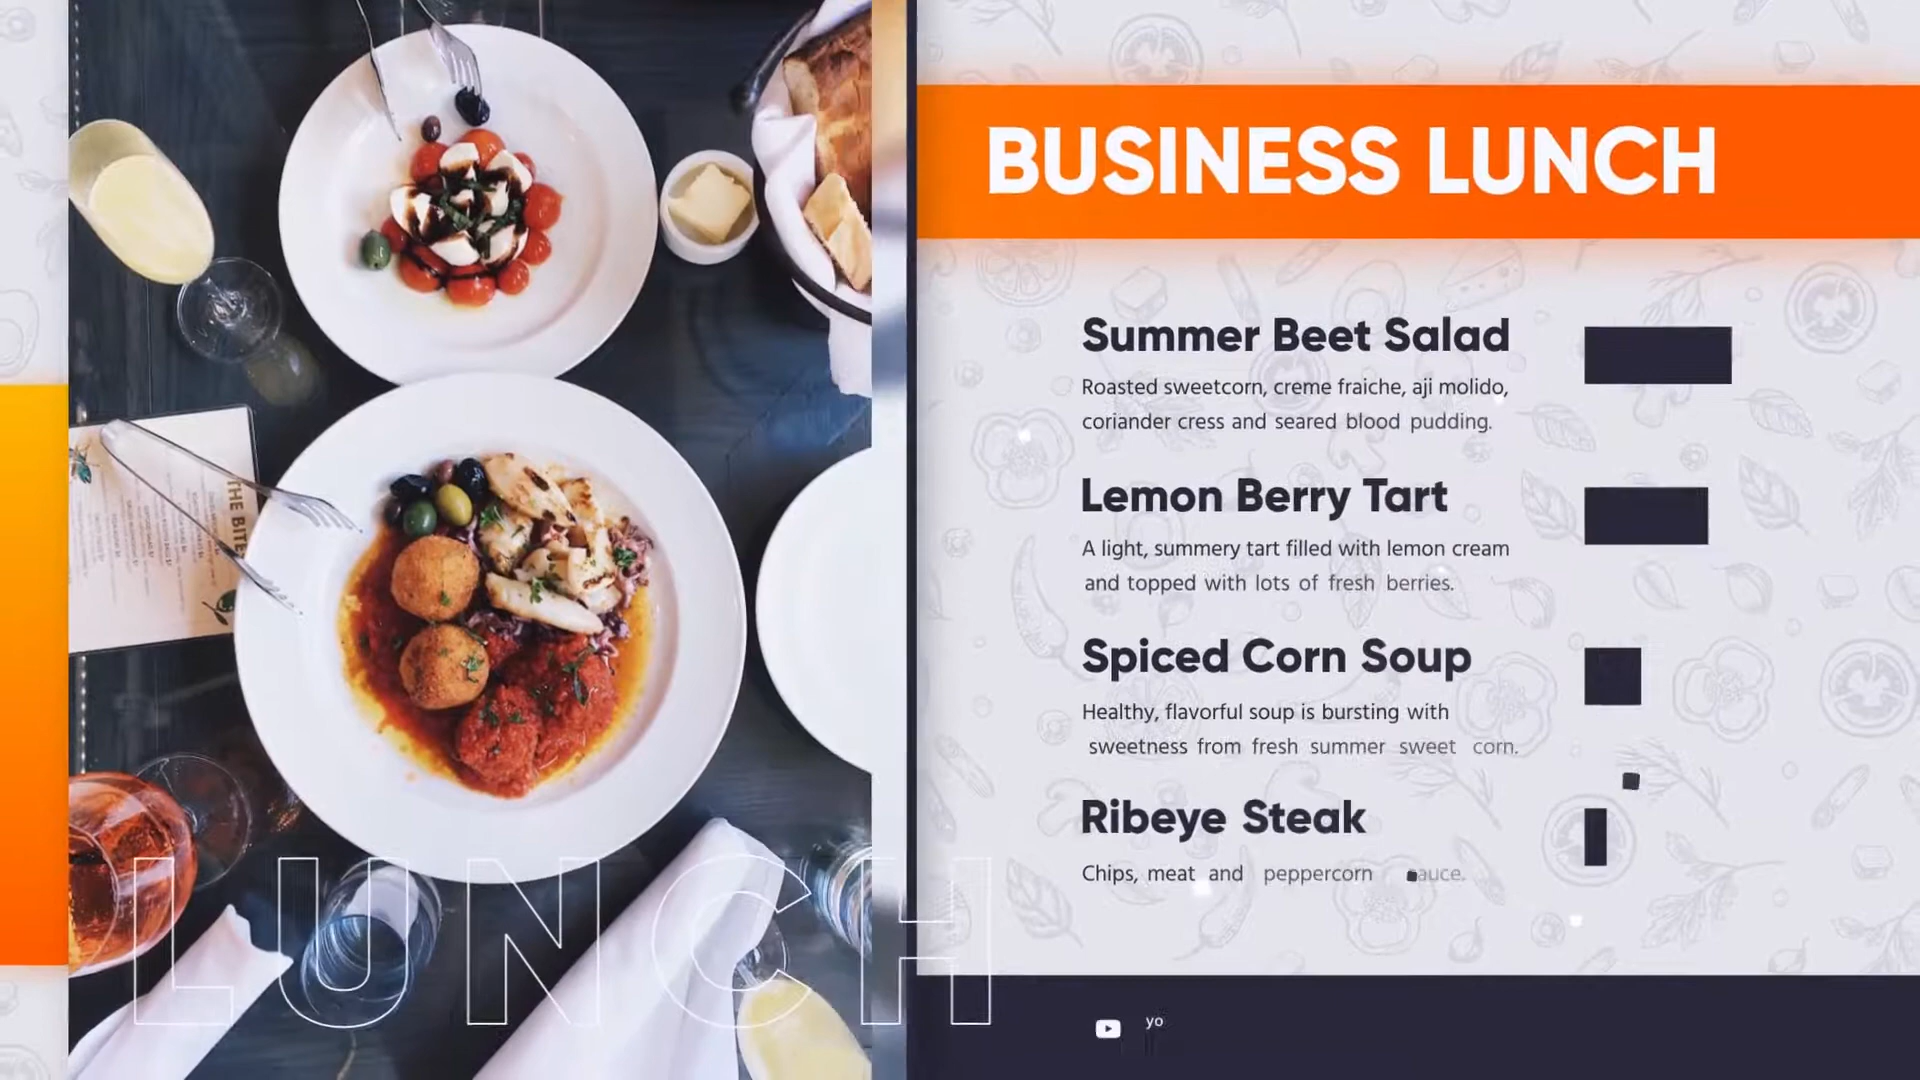 BUSINESS LUNCH
Summer Beet Salad
Roasted sweetcorn, creme fraiche, aji molido,
coriander cress and seared blood pudding.
Lemon Berry Tart
A light, summery tart filled with lemon cream
and topped with lots of fresh berries.
Spiced Corn Soup
Healthy, flavorful soup is bursting with
sweetness from fresh summer sweet corn.
Ribeye Steak
Chips, meat and peppercorn sauce.
THE BITE
LUNCH
yo